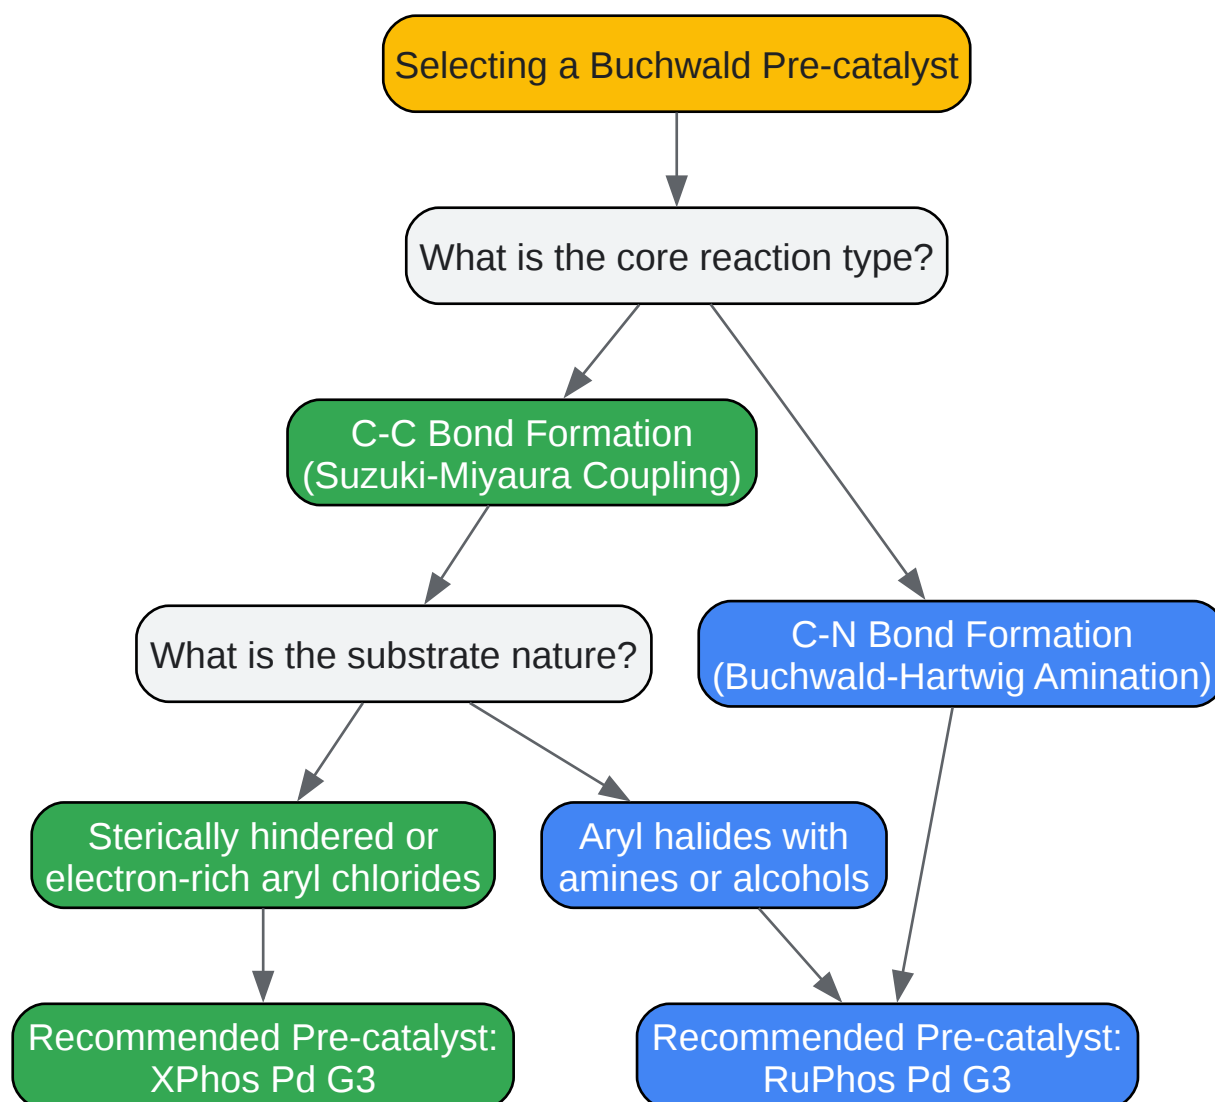 Selecting a Buchwald Pre-catalyst
What is the core reaction type?
C-C Bond Formation
(Suzuki-Miyaura Coupling)
What is the substrate nature?
C-N Bond Formation
(Buchwald-Hartwig Amination)
Sterically hindered or
electron-rich aryl chlorides
Aryl halides with
amines or alcohols
Recommended Pre-catalyst:
XPhos Pd G3
Recommended Pre-catalyst:
RuPhos Pd G3